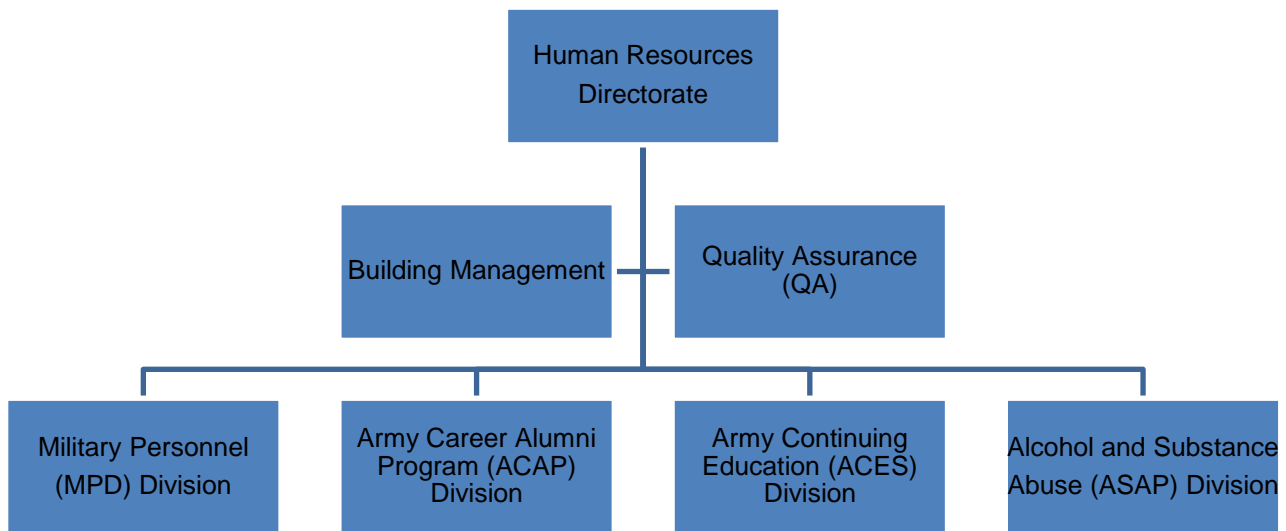 Human Resources
Directorate
Building Management
Quality Assurance
(QA)
Military Personnel
(MPD) Division
Army Career Alumni
Program (ACAP)
Division
Army Continuing
Education (ACES)
Division
Alcohol and Substance
Abuse (ASAP) Division